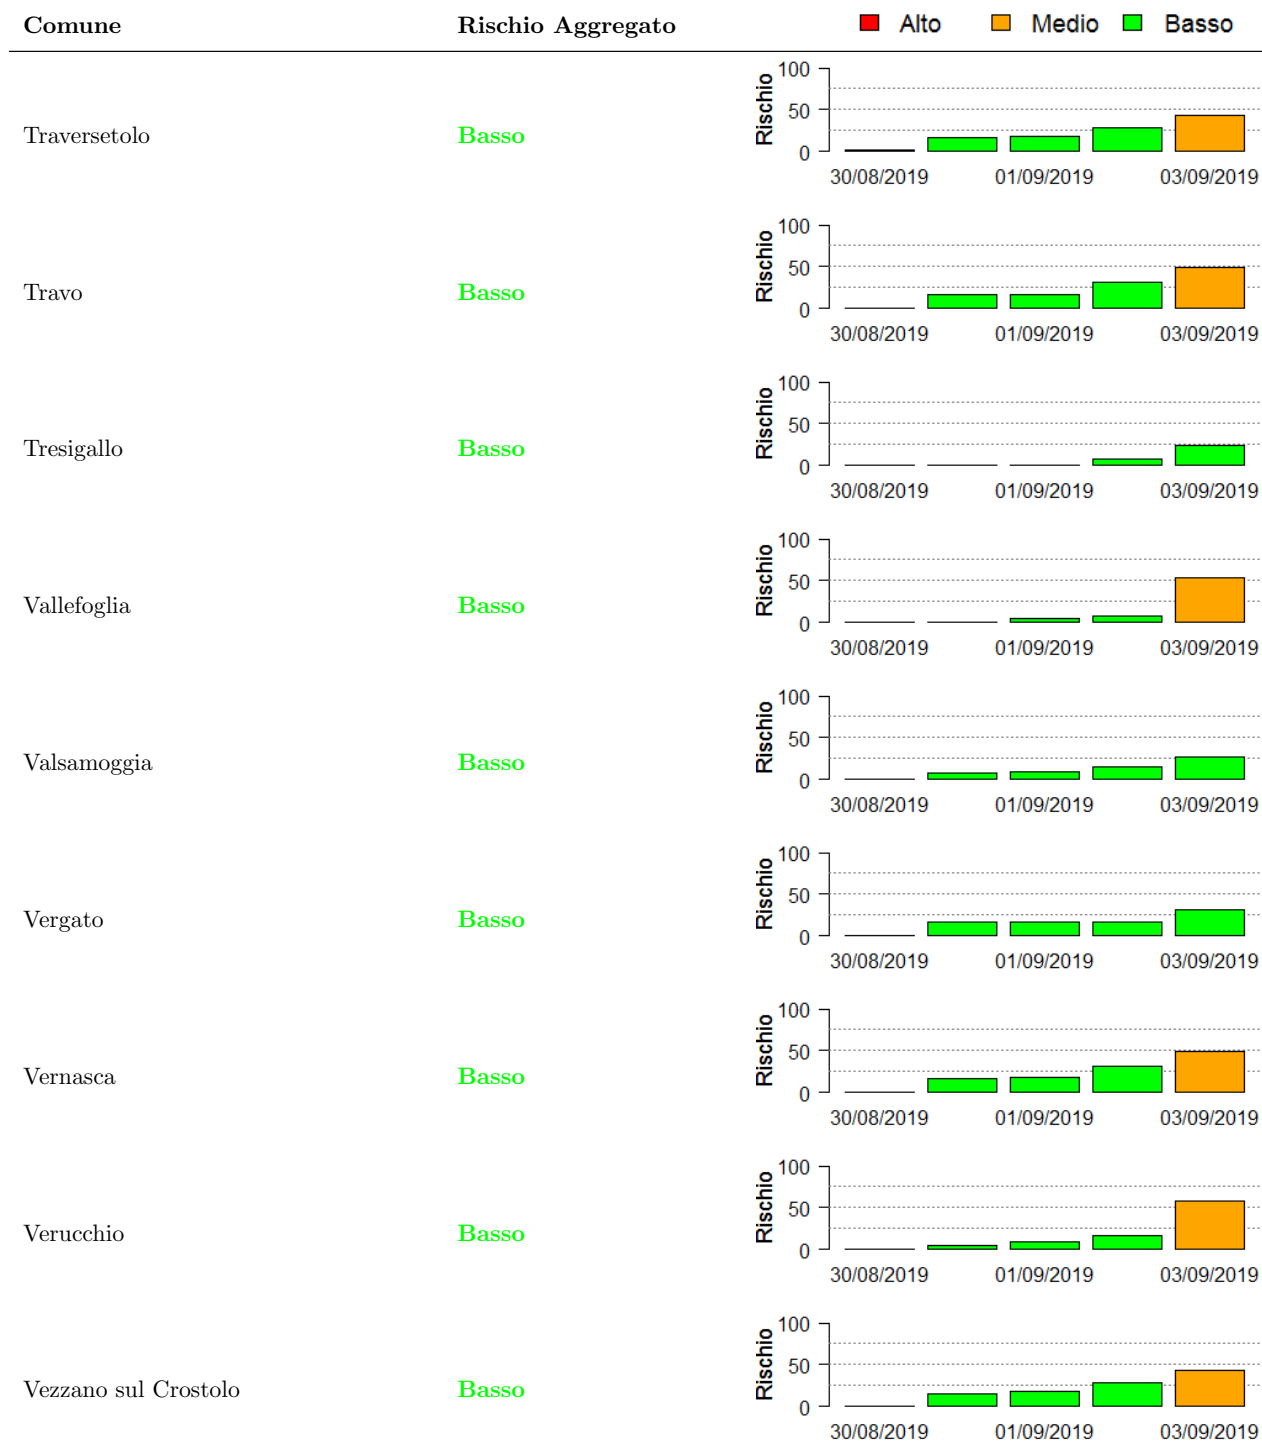 Comune Rischio Aggregato Alto Medio Basso
Traversetolo Basso
Rischio
100
50
0
30/08/2019 01/09/2019 03/09/2019
Travo Basso
Rischio
100
50
0
30/08/2019 01/09/2019 03/09/2019
Tresigallo Basso
Rischio
100
50
0
30/08/2019 01/09/2019 03/09/2019
Vallefoglia Basso
Rischio
100
50
0
30/08/2019 01/09/2019 03/09/2019
Valsamoggia Basso
Rischio
100
50
0
30/08/2019 01/09/2019 03/09/2019
Vergato Basso
Rischio
100
50
0
30/08/2019 01/09/2019 03/09/2019
Vernasca Basso
Rischio
100
50
0
30/08/2019 01/09/2019 03/09/2019
Verucchio Basso
Rischio
100
50
0
30/08/2019 01/09/2019 03/09/2019
Vezzano sul Crostolo Basso
Rischio
100
50
0
30/08/2019 01/09/2019 03/09/2019